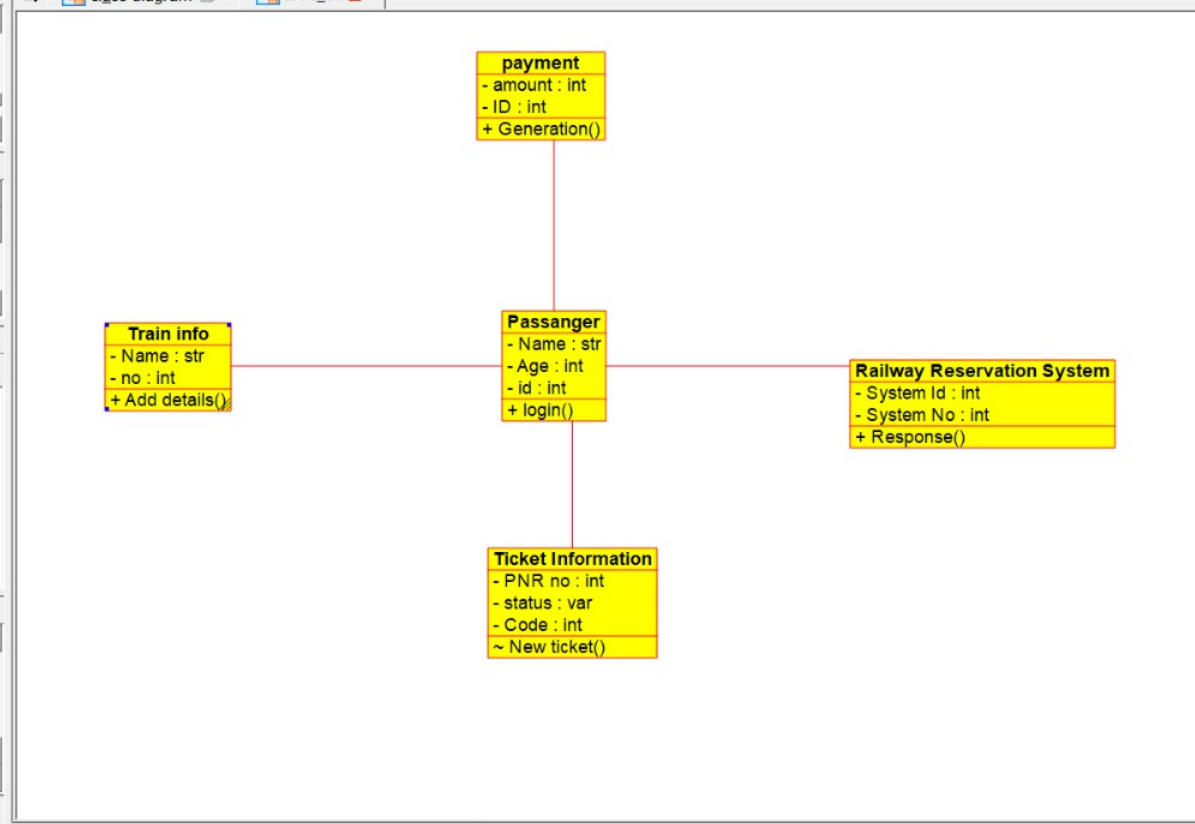 payment
- amount : int
- ID : int
+ Generation()
Train info
- Name : str
- no : int
+ Add details()
Passanger
- Name : str
- Age : int
- id : int
+ login()
Railway Reservation System
- System Id : int
- System No : int
+ Response()
Ticket Information
- PNR no : int
- status : var
- Code : int
~ New ticket()